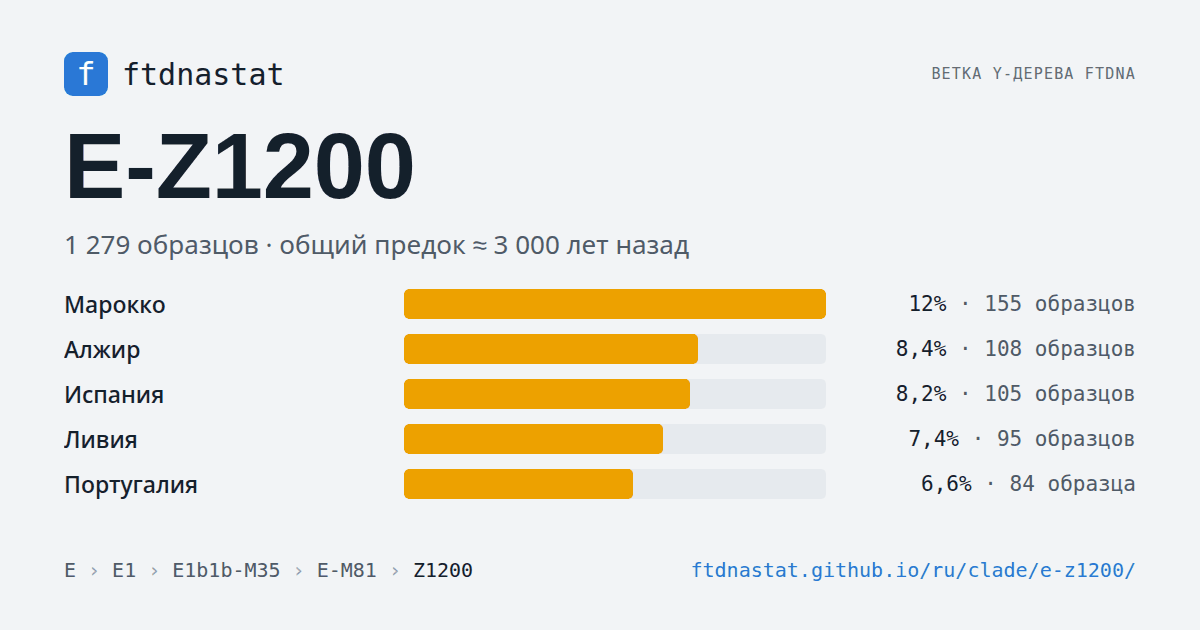 f ftdnastat
ВЕТКА Y-ДЕРЕВА FTDNA
E-Z1200
1 279 образцов · общий предок ≈ 3 000 лет назад
Марокко 12% · 155 образцов
Алжир 8,4% · 108 образцов
Испания 8,2% · 105 образцов
Ливия 7,4% · 95 образцов
Португалия 6,6% · 84 образца
E › E1 › E1b1b-M35 › E-M81 › Z1200
ftdnastat.github.io/ru/clade/e-z1200/